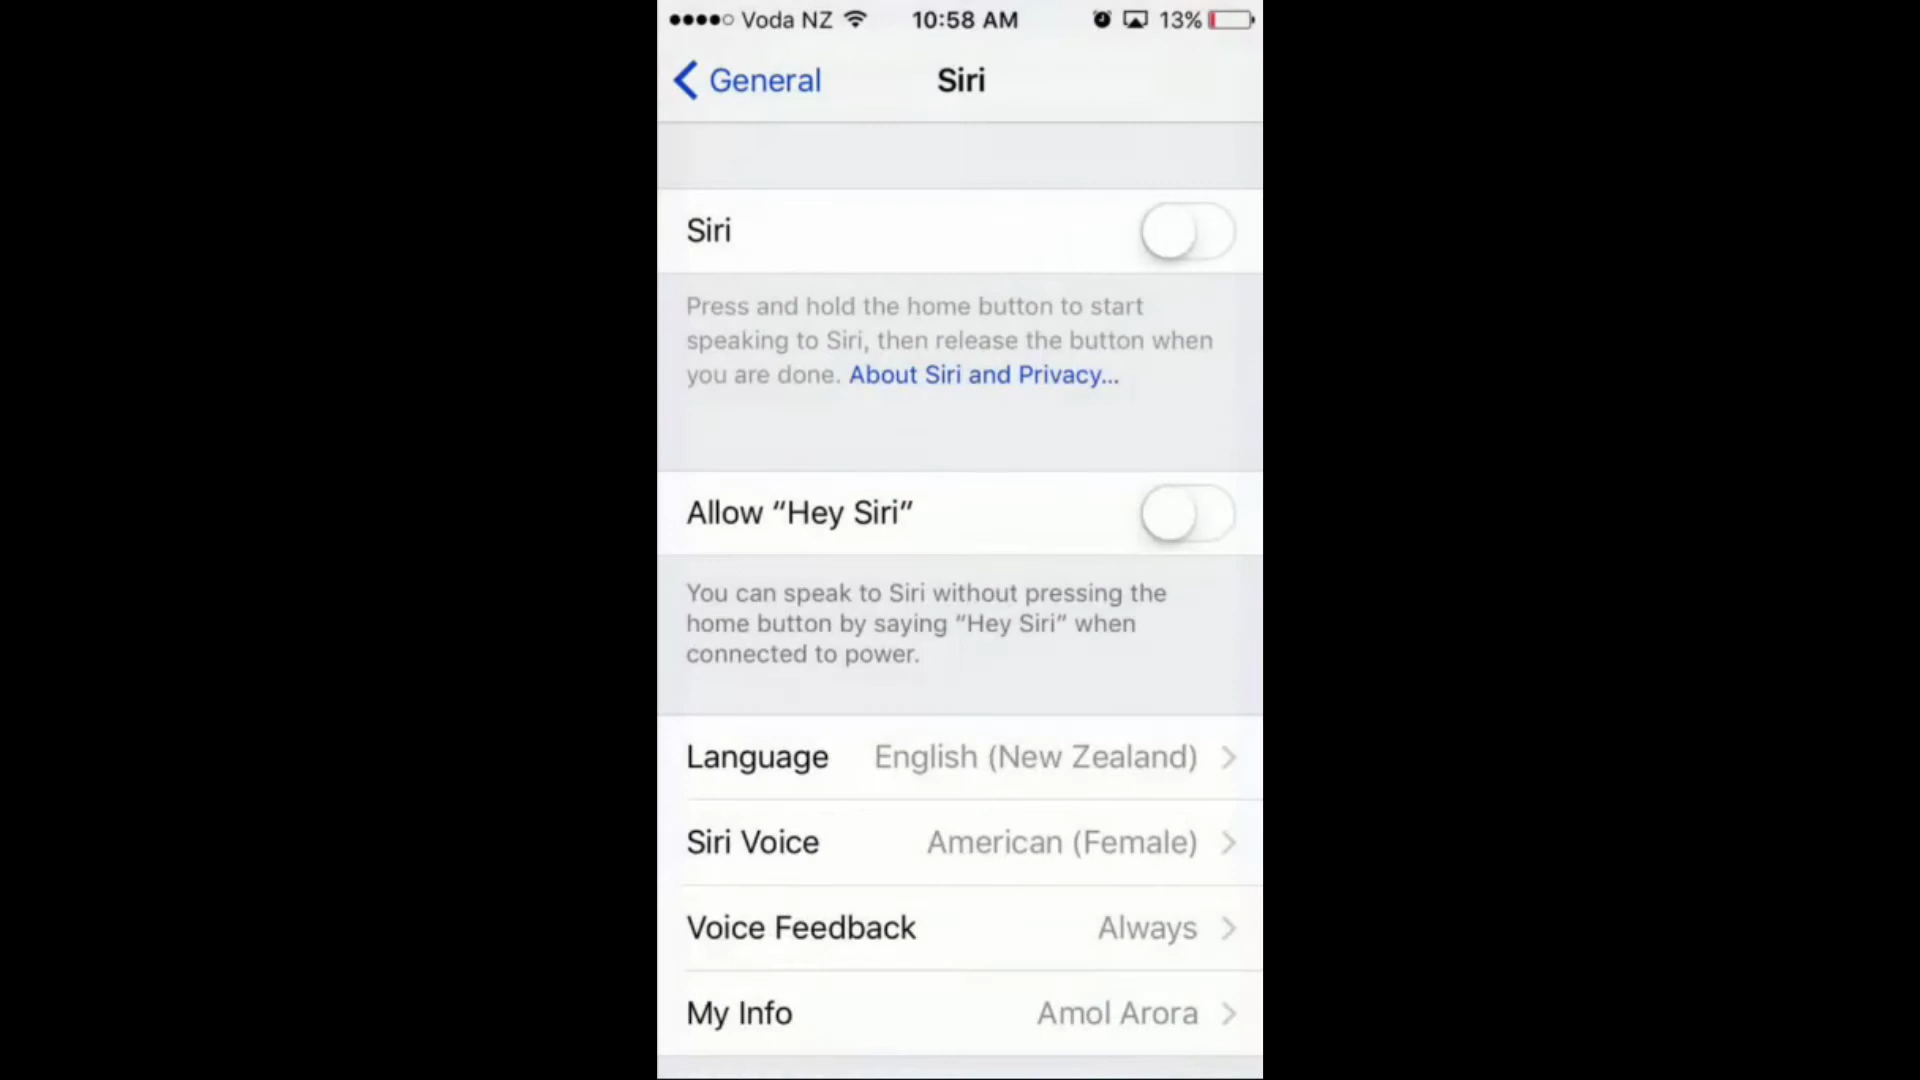 Voda NZ 10:58 AM 13%
General Siri
Siri
Press and hold the home button to start
speaking to Siri, then release the button when
you are done. About Siri and Privacy...
Allow “Hey Siri”
You can speak to Siri without pressing the
home button by saying “Hey Siri” when
connected to power.
Language English (New Zealand)
Siri Voice American (Female)
Voice Feedback Always
My Info Amol Arora